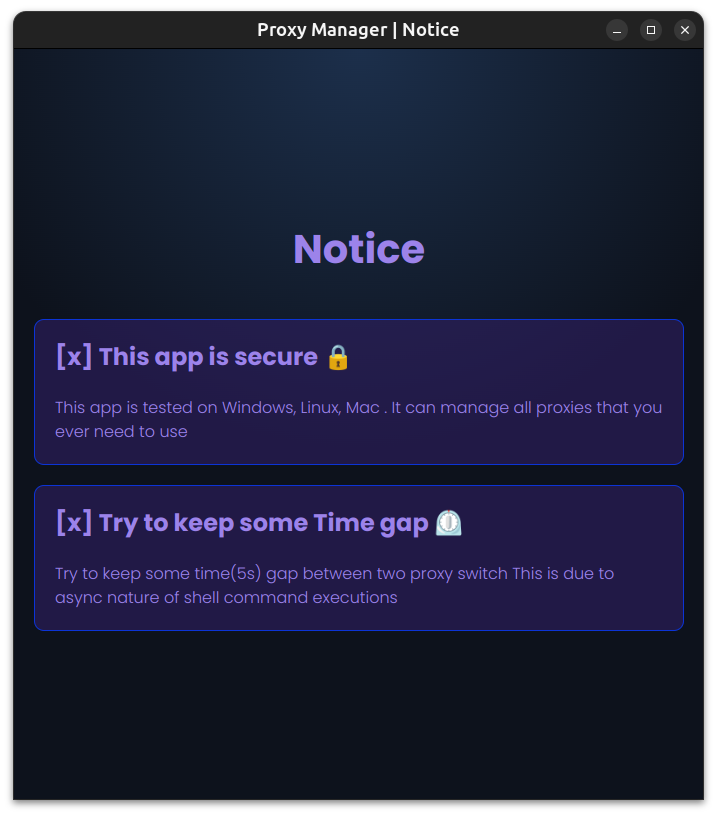 Proxy Manager | Notice
Notice
[x] This app is secure 🔒
This app is tested on Windows, Linux, Mac . It can manage all proxies that you
ever need to use
[x] Try to keep some Time gap ⏲️
Try to keep some time(5s) gap between two proxy switch This is due to
async nature of shell command executions